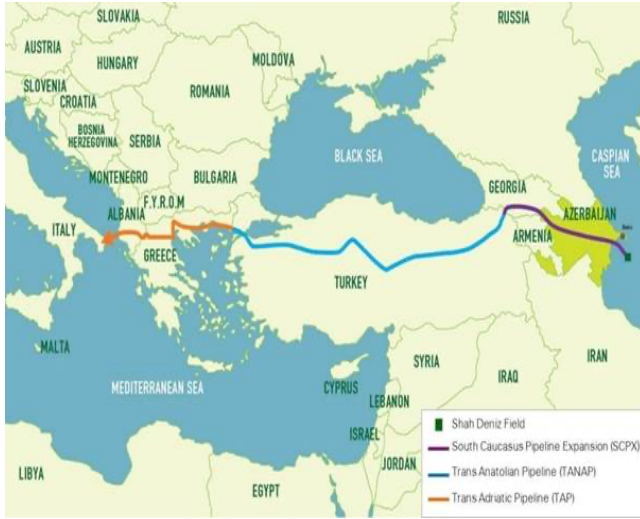 SLOVAKIA
RUSSIA
AUSTRIA
HUNGARY
MOLDOVA
SLOVENIA
CROATIA
ROMANIA
BOSNIA
HERZEGOVINA
SERBIA
BLACK SEA
CASPIAN
SEA
MONTENEGRO
BULGARIA
GEORGIA
F.Y.R.O.M
AZERBAIJAN
ALBANIA
ITALY
ARMENIA
GREECE
TURKEY
IRAN
MALTA
SYRIA
IRAQ
MEDITERRANEAN SEA
CYPRUS
LEBANON
ISRAEL
JORDAN
LIBYA
EGYPT
Shah Deniz Field
South Caucasus Pipeline Expansion (SCPX)
Trans Anatolian Pipeline (TANAP)
Trans Adriatic Pipeline (TAP)